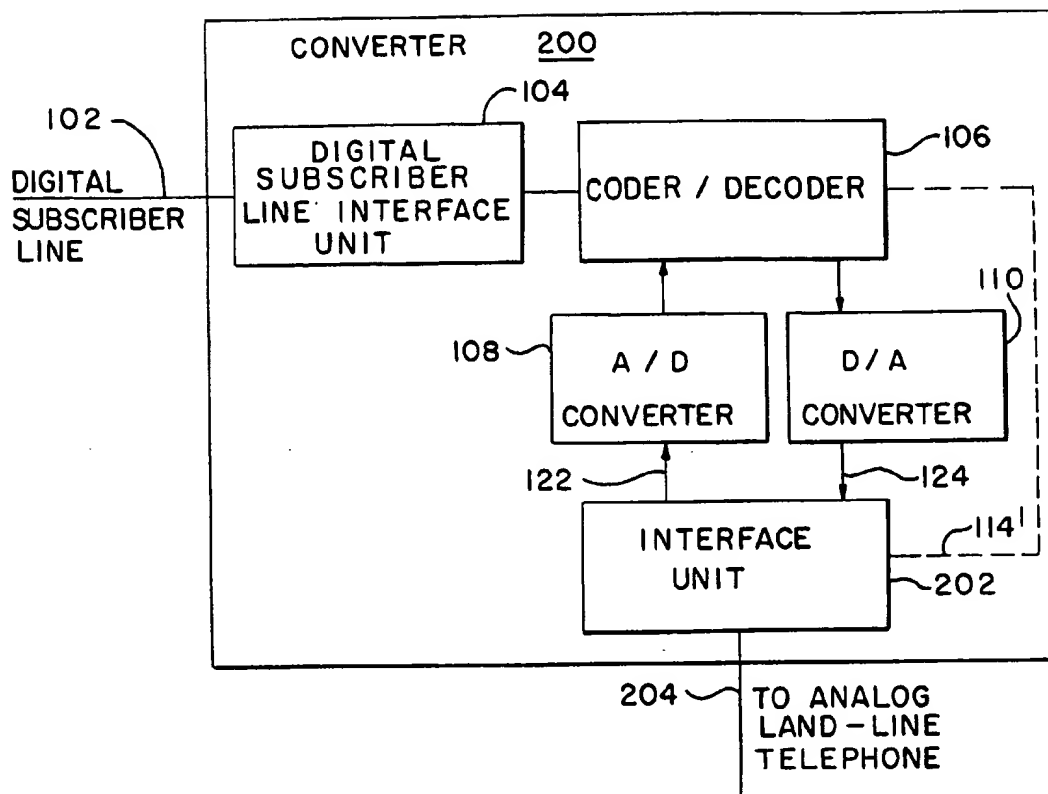 CONVERTER 200
104
102
DIGITAL
SUBSCRIBER
LINE
DIGITAL
SUBSCRIBER
LINE INTERFACE
UNIT
CODER / DECODER
106
108
A / D
CONVERTER
D / A
CONVERTER
110
122
124
INTERFACE
UNIT
114'
202
204
TO ANALOG
LAND-LINE
TELEPHONE